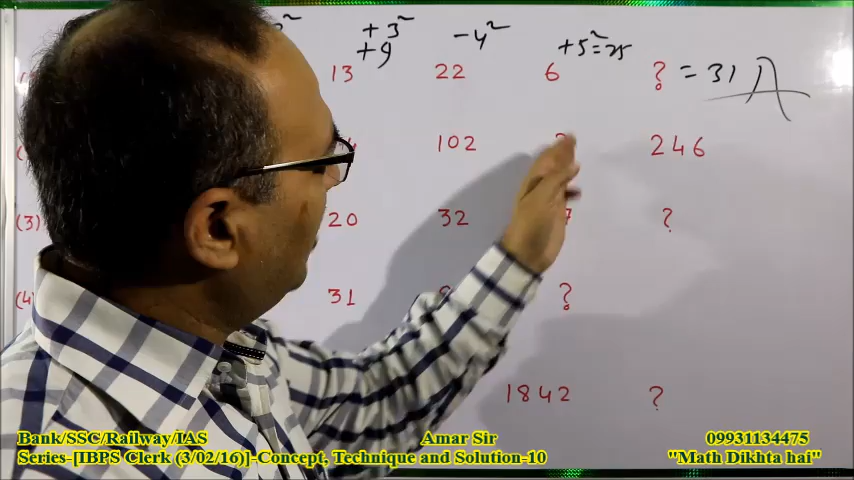 +3² -4² +5²=25
+9
13 22 6 ? = 31
102 246
(3) 20 32 ?
(4) 31 ?
1842 ?
Bank/SSC/Railway/IAS Amar Sir 09931134475
Series-[IBPS Clerk (3/02/16)]-Concept, Technique and Solution-10 "Math Dikhta hai"